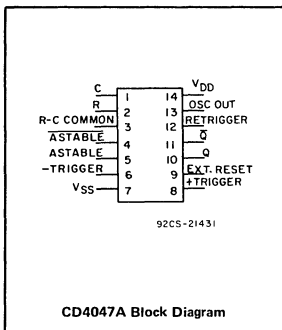 C 1 14 VDD
R 2 13 OSC OUT
R-C COMMON 3 12 RETRIGGER
A̅S̅T̅A̅B̅L̅E̅ 4 11 Q̅
ASTABLE 5 10 Q
-TRIGGER 6 9 EXT. RESET
VSS 7 8 +TRIGGER
92CS-21431
CD4047A Block Diagram